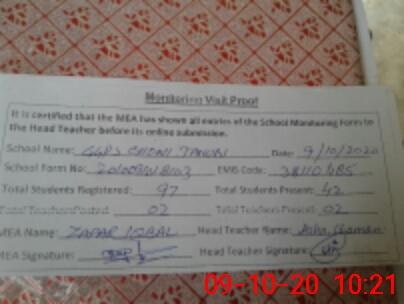 Monitoring Visit Proof
It is certified that the MEA has shown all entries of the School Monitoring Form to
the Head Teacher before its online submission.
School Name: GGPS Date: 9/10/2020
School Form No: EMIS Code: 38110485
Total Students Registered: 97 Total Students Present: 42
Total Teachers Posted: 02 Total Teachers Present: 02
MEA Name: ZAFAR IQBAL Head Teacher Name:
MEA Signature: Head Teacher Signature:
09-10-20 10:21